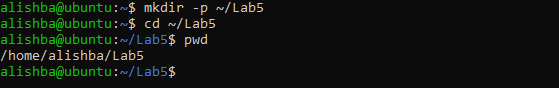 alishba@ubuntu:~$ mkdir -p ~/Lab5
alishba@ubuntu:~$ cd ~/Lab5
alishba@ubuntu:~/Lab5$ pwd
/home/alishba/Lab5
alishba@ubuntu:~/Lab5$